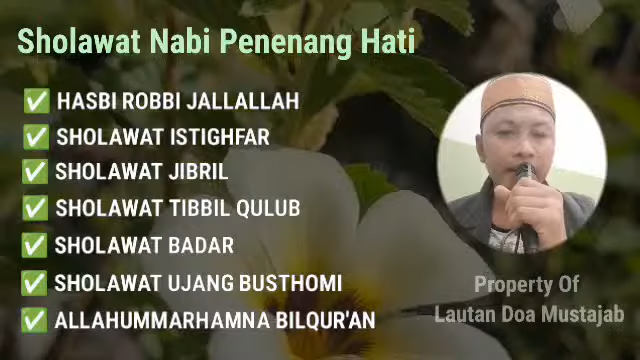 Sholawat Nabi Penenang Hati
✅ HASBI ROBBI JALLALLAH
✅ SHOLAWAT ISTIGHFAR
✅ SHOLAWAT JIBRIL
✅ SHOLAWAT TIBBIL QULUB
✅ SHOLAWAT BADAR
✅ SHOLAWAT UJANG BUSTHOMI
✅ ALLAHUMMARHAMNA BILQUR'AN
Property Of
Lautan Doa Mustajab